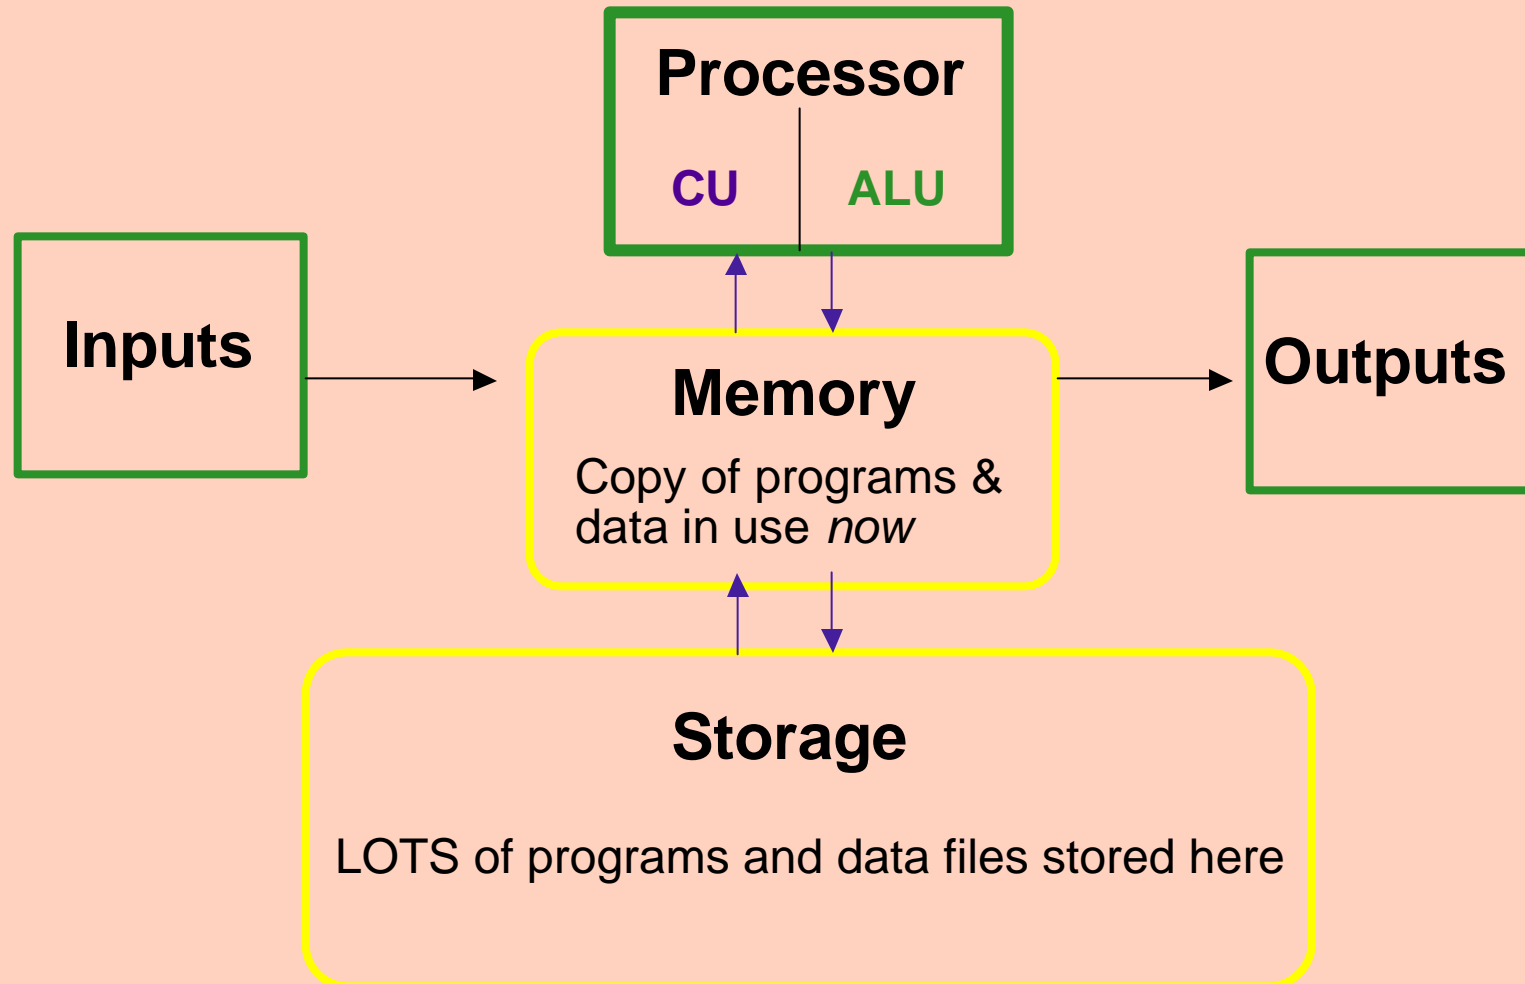 Processor
CU
ALU
Inputs
Outputs
Memory
Copy of programs &
data in use now
Storage
LOTS of programs and data files stored here